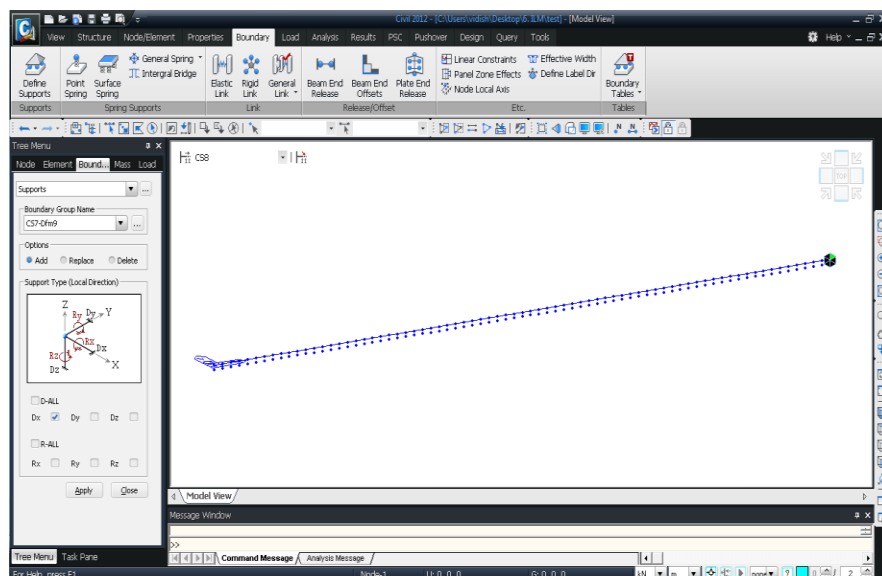 Civil 2012 - [C:\Users\vidish\Desktop\6. ILM\test] - [Model View]
View Structure Node/Element Properties Boundary Load Analysis Results PSC Pushover Design Query Tools Help
Define Supports
Point Spring
Surface Spring
General Spring
Intergral Bridge
Elastic Link
Rigid Link
General Link
Beam End Release
Beam End Offsets
Plate End Release
Linear Constraints
Panel Zone Effects
Node Local Axis
Effective Width
Define Label Dir
Boundary Tables
Supports Spring Supports Link Release/Offset Etc. Tables
Tree Menu
Node Element Bound... Mass Load
Supports
...
Boundary Group Name
CS7-Dfm9
...
Options
Add Replace Delete
Support Type (Local Direction)
Z
Ry Dy Y
Rx
Rz Dx
X
Dz
D-ALL
Dx Dy Dz
R-ALL
Rx Ry Rz
Apply Close
CS8
TOP
Model View
Message Window
>>
Command Message Analysis Message
Tree Menu Task Pane
For Help, press F1
Node-1
U: 0, 0, 0
G: 0, 0, 0
kN
m
none
?
0
/
2